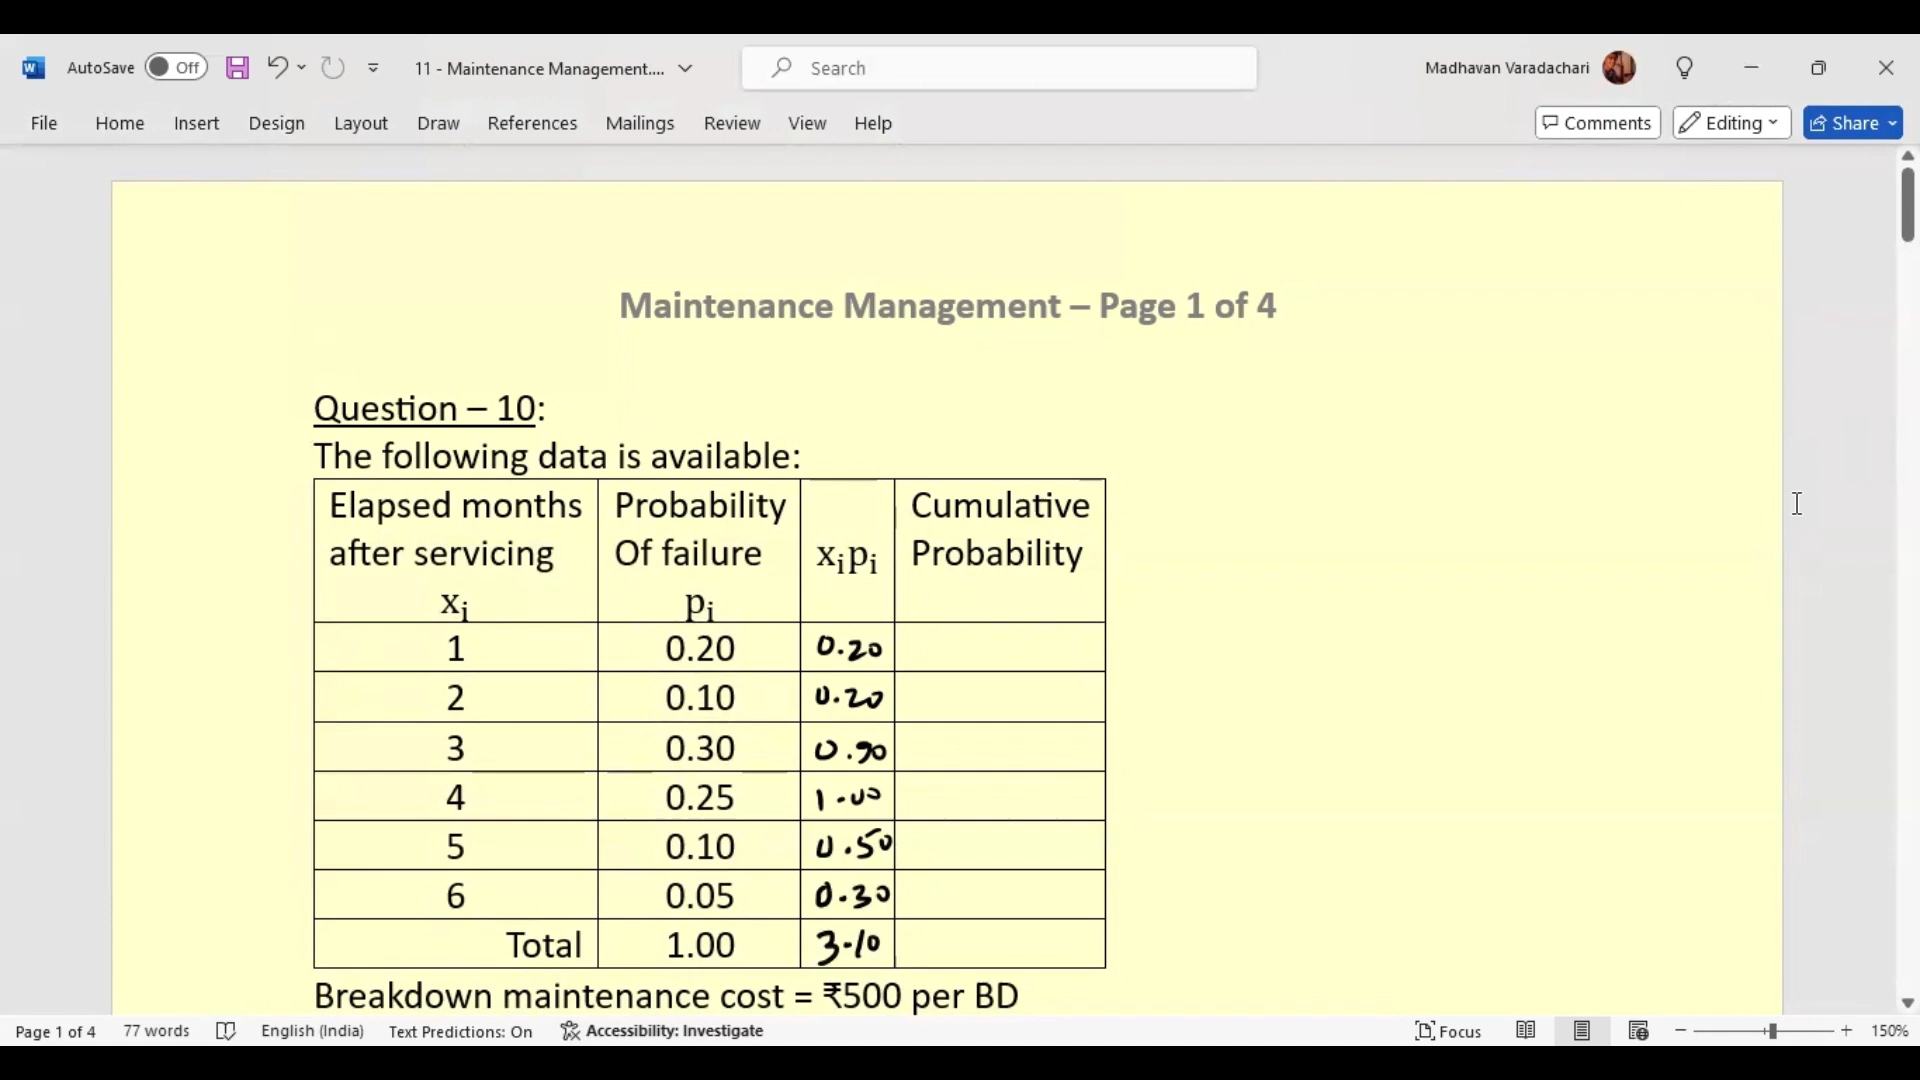 AutoSave Off 11 - Maintenance Management.... Search Madhavan Varadachari
File Home Insert Design Layout Draw References Mailings Review View Help Comments Editing Share
Maintenance Management – Page 1 of 4
Question – 10:
The following data is available:
Elapsed months after servicing xi Probability Of failure pi xipi Cumulative Probability
1 0.20 0.20
2 0.10 0.20
3 0.30 0.90
4 0.25 1.00
5 0.10 0.50
6 0.05 0.30
Total 1.00 3.10
Breakdown maintenance cost = ₹500 per BD
Page 1 of 4 77 words English (India) Text Predictions: On Accessibility: Investigate Focus 150%